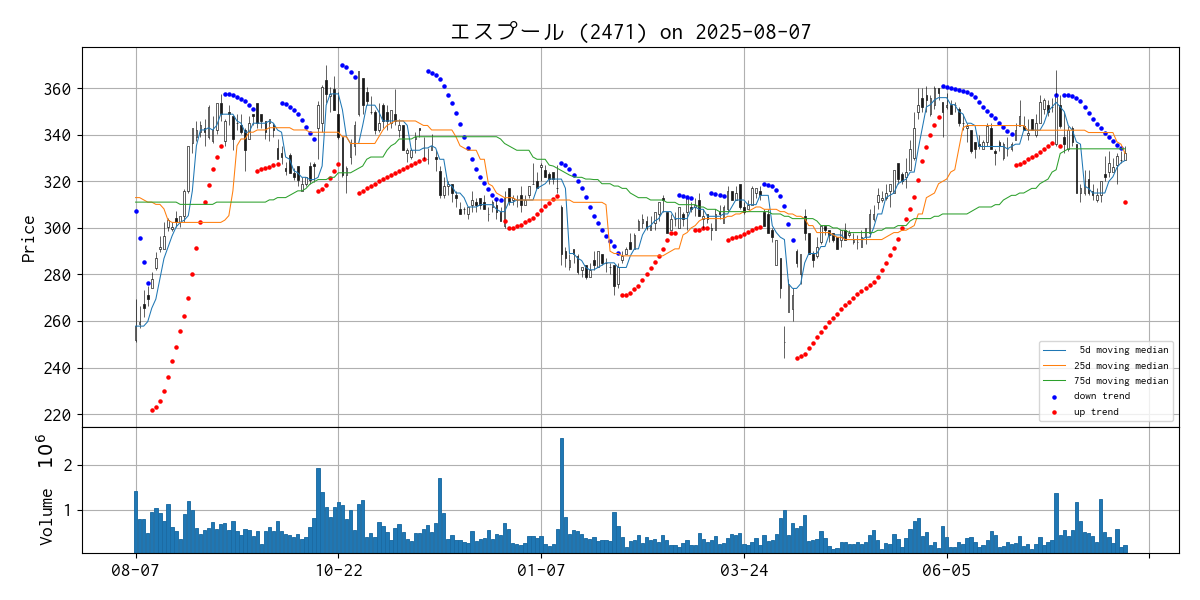 エスプール (2471) on 2025-08-07
Price
360
340
320
300
280
260
240
220
5d moving median
25d moving median
75d moving median
down trend
up trend
Volume 10^6
2
1
08-07 10-22 01-07 03-24 06-05